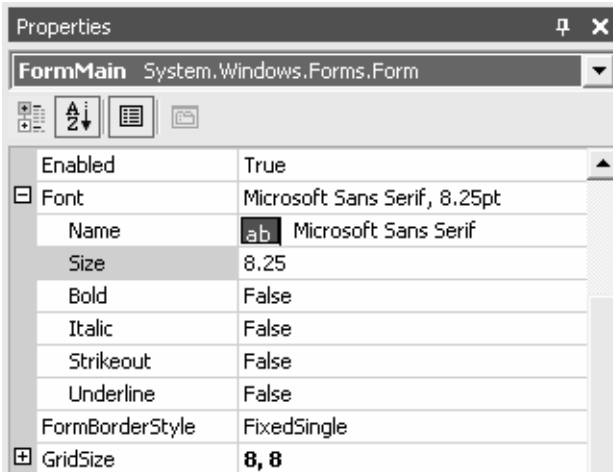 Properties
FormMain System.Windows.Forms.Form
A Z
Enabled True
Font Microsoft Sans Serif, 8.25pt
Name ab Microsoft Sans Serif
Size 8.25
Bold False
Italic False
Strikeout False
Underline False
FormBorderStyle FixedSingle
GridSize 8, 8